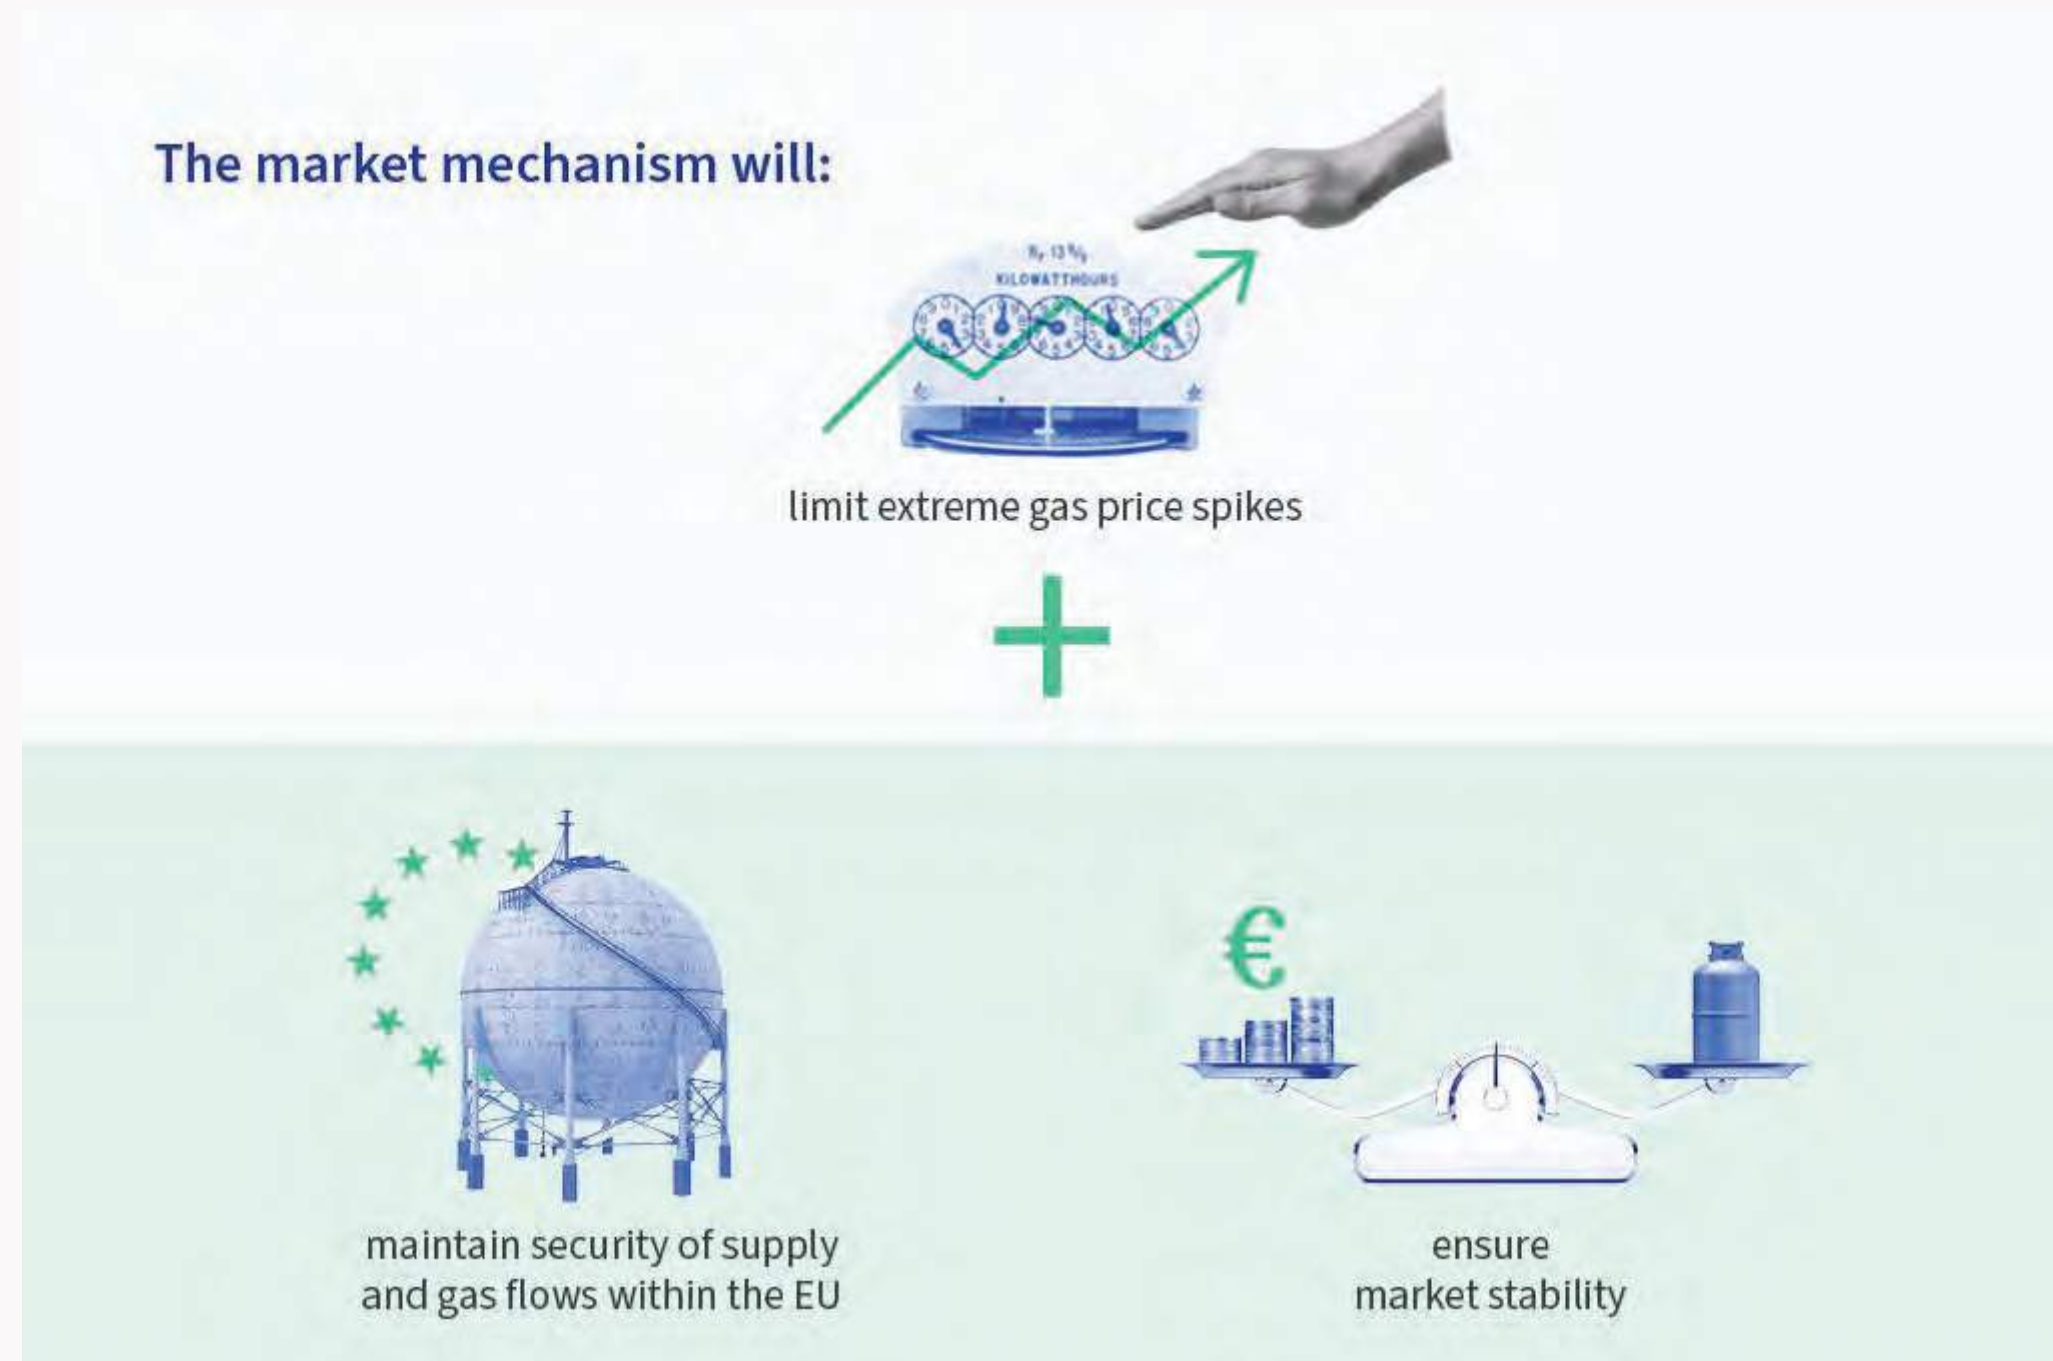 The market mechanism will:
KILOWATTHOURS
limit extreme gas price spikes
€
maintain security of supply
and gas flows within the EU
ensure
market stability